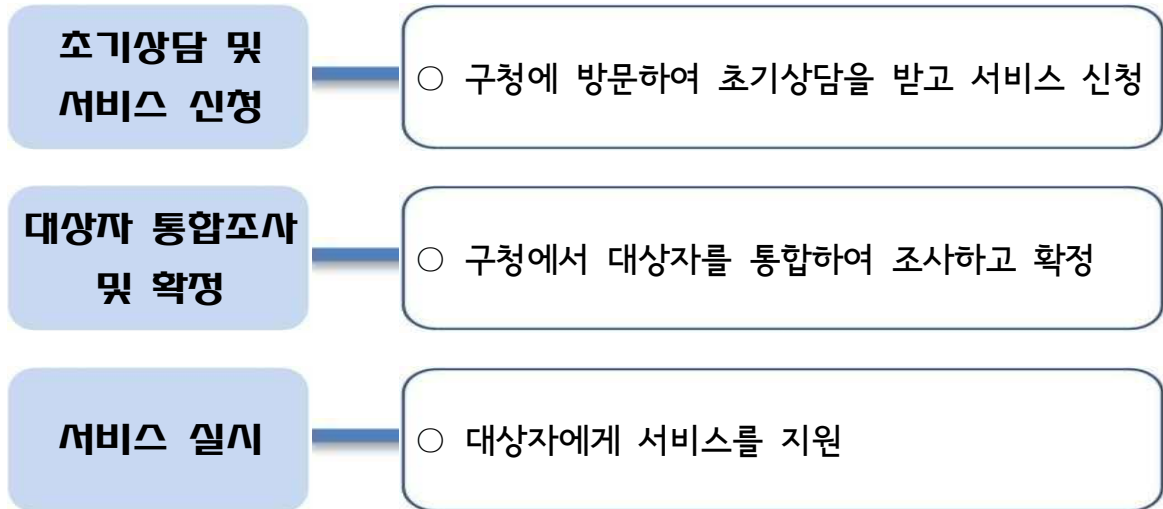 초기상담 및
서비스 신청
○ 구청에 방문하여 초기상담을 받고 서비스 신청
대상자 통합조사
및 확정
○ 구청에서 대상자를 통합하여 조사하고 확정
서비스 실시
○ 대상자에게 서비스를 지원